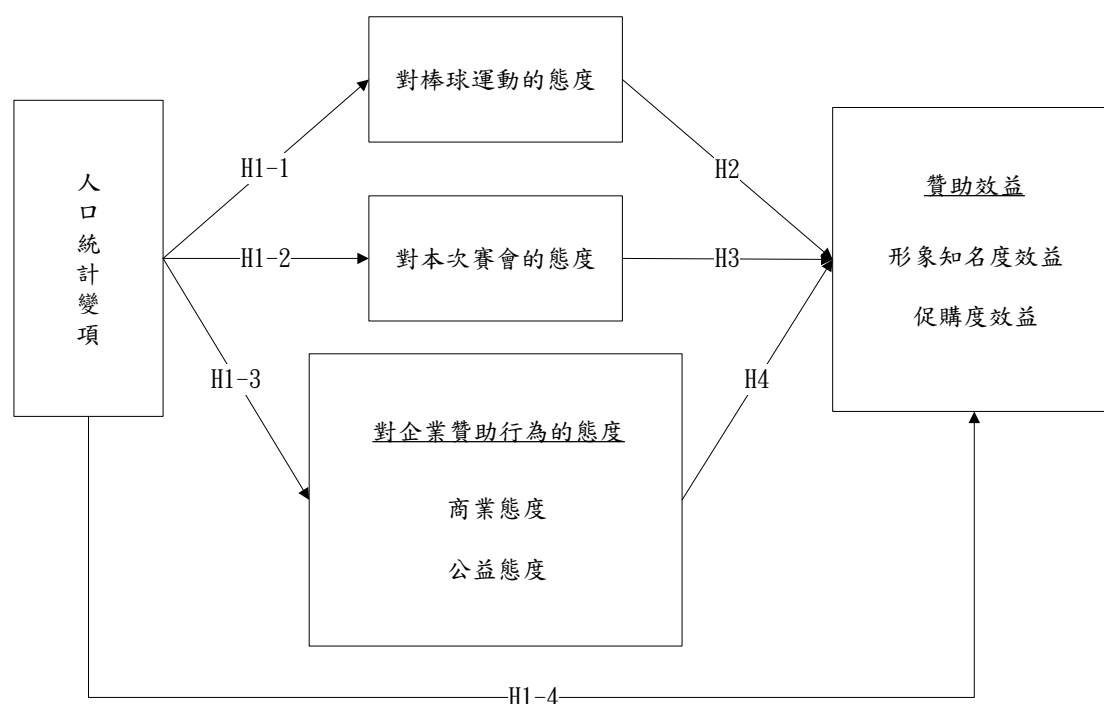 人口統計變項
H1-1
H1-2
H1-3
對棒球運動的態度
對本次賽會的態度
對企業贊助行為的態度
商業態度
公益態度
H2
H3
H4
贊助效益
形象知名度效益
促購度效益
H1-4